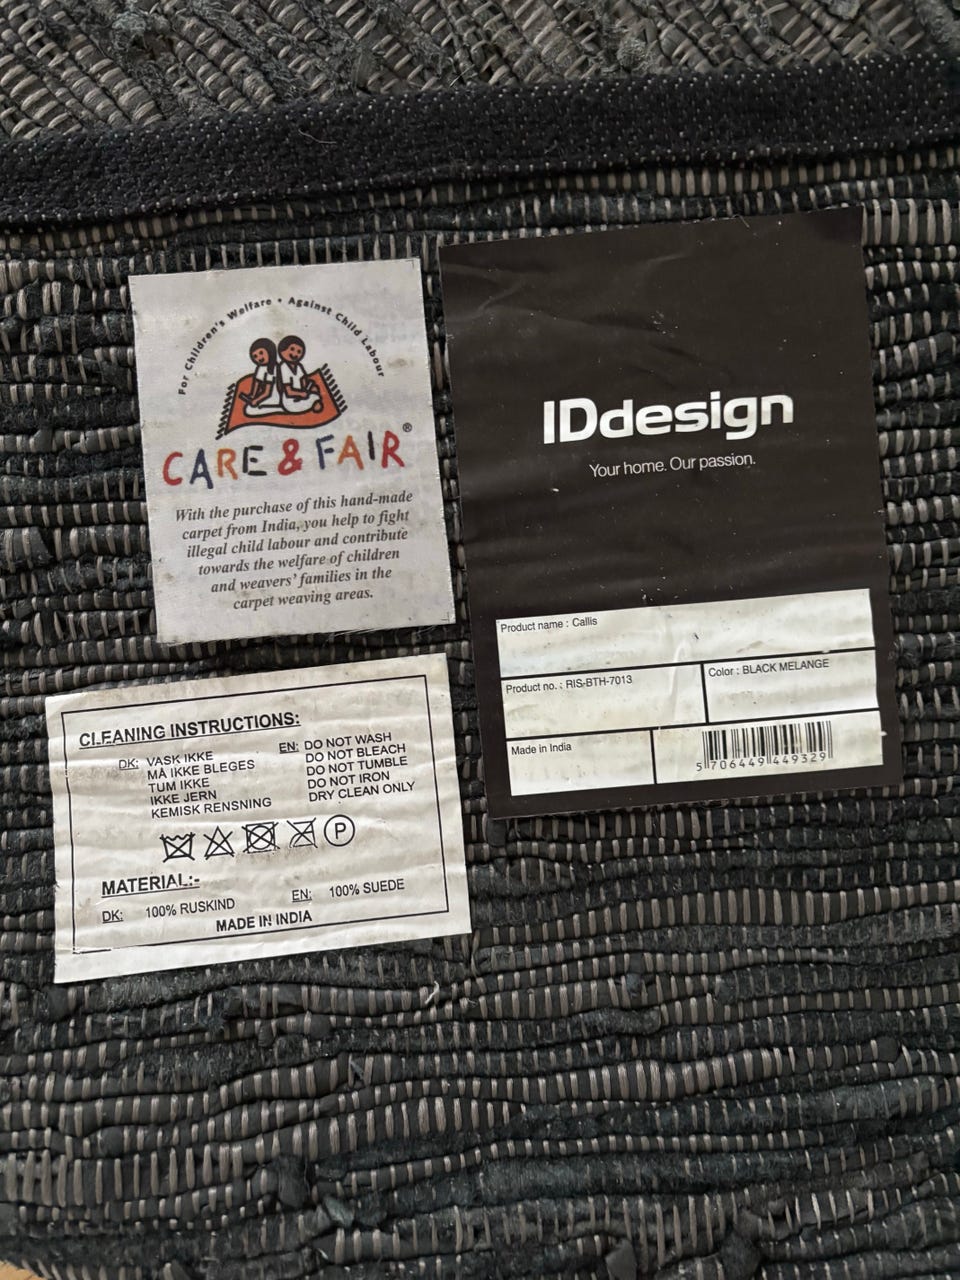 For Children's Welfare • Against Child Labour
CARE & FAIR®
With the purchase of this hand-made
carpet from India, you help to fight
illegal child labour and contribute
towards the welfare of children
and weavers' families in the
carpet weaving areas.
IDdesign
Your home. Our passion.
Product name : Callis
Product no. : RIS-BTH-7013
Color : BLACK MELANGE
Made in India
5 706449 449329
CLEANING INSTRUCTIONS:
DK: VASK IKKE
MÅ IKKE BLEGES
TUM IKKE
IKKE JERN
KEMISK RENSNING
EN: DO NOT WASH
DO NOT BLEACH
DO NOT TUMBLE
DO NOT IRON
DRY CLEAN ONLY
P
MATERIAL:-
DK: 100% RUSKIND
EN: 100% SUEDE
MADE IN INDIA